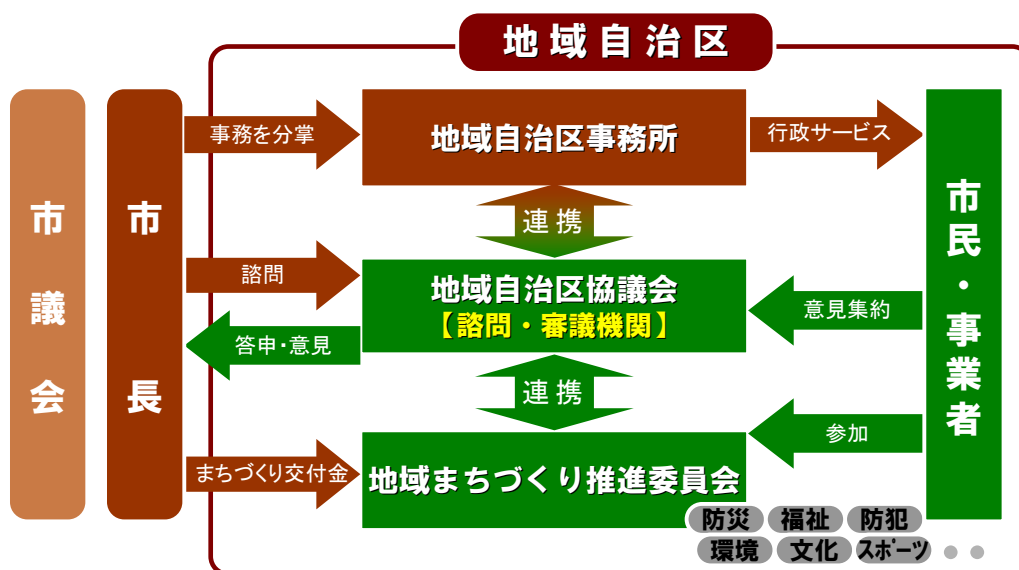 地域自治区
市議会
市長
事務を分掌
地域自治区事務所
行政サービス
連携
諮問
地域自治区協議会
【諮問・審議機関】
意見集約
答申・意見
連携
参加
まちづくり交付金
地域まちづくり推進委員会
市民・事業者
防災 福祉 防犯
環境 文化 スポーツ